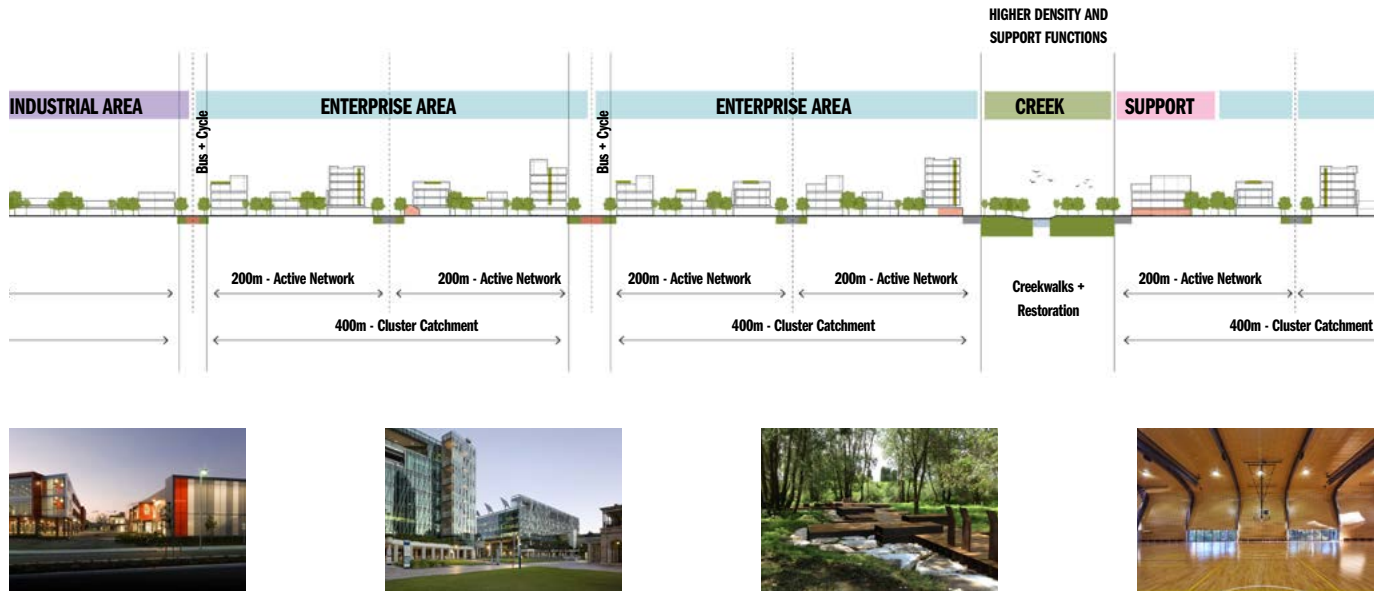 HIGHER DENSITY AND
SUPPORT FUNCTIONS
INDUSTRIAL AREA
ENTERPRISE AREA
ENTERPRISE AREA
CREEK
SUPPORT
Bus + Cycle
Bus + Cycle
200m - Active Network
200m - Active Network
200m - Active Network
200m - Active Network
Creekwalks +
Restoration
200m - Active Network
400m - Cluster Catchment
400m - Cluster Catchment
400m - Cluster Catchment